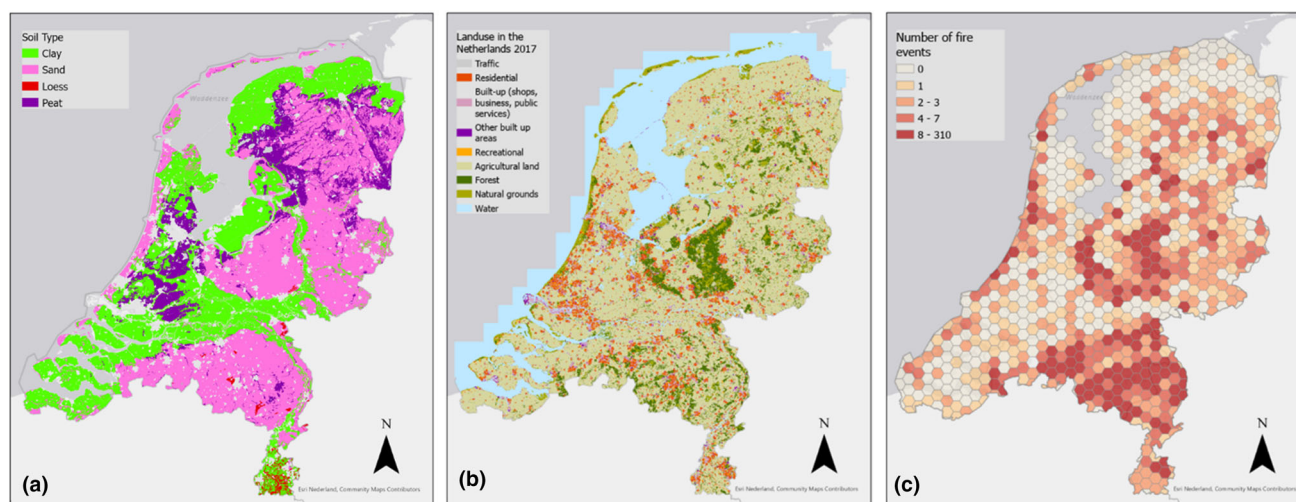 Soil Type
Clay
Sand
Loess
Peat
Waddenzee
N
(a)
Esri Nederland, Community Maps Contributors
Landuse in the
Netherlands 2017
Traffic
Residential
Built-up (shops,
business, public
services)
Other built up
areas
Recreational
Agricultural land
Forest
Natural grounds
Water
N
(b)
Esri Nederland, Community Maps Contributors
Number of fire
events
0
1
2 - 3
4 - 7
8 - 310
Waddenzee
N
(c)
Esri Nederland, Community Maps Contributors